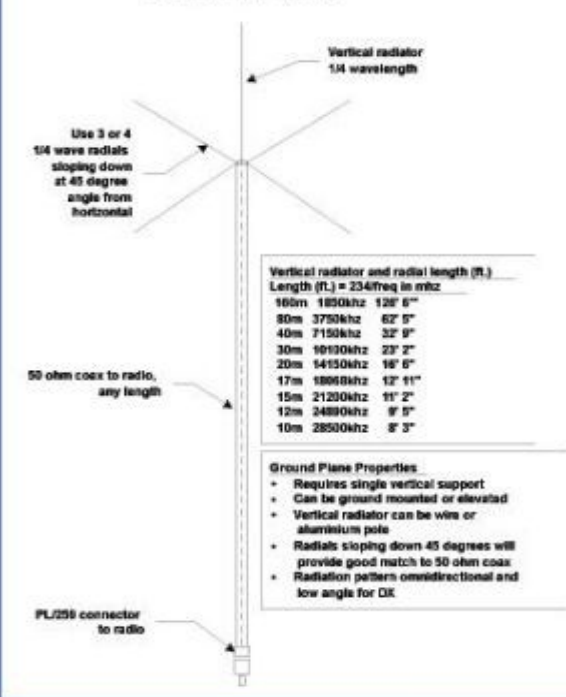 Vertical radiator
1/4 wavelength
Use 3 or 4
1/4 wave radials
sloping down
at 45 degree
angle from
horizontal
Vertical radiator and radial length (ft.)
Length (ft.) = 234/freq in mhz
160m 1850khz 126' 6"
80m 3750khz 62' 5"
40m 7150khz 32' 9"
30m 10100khz 23' 2"
20m 14150khz 16' 6"
17m 18068khz 12' 11"
15m 21200khz 11' 2"
12m 24890khz 9' 5"
10m 28500khz 8' 3"
50 ohm coax to radio,
any length
Ground Plane Properties
• Requires single vertical support
• Can be ground mounted or elevated
• Vertical radiator can be wire or
aluminium pole
• Radials sloping down 45 degrees will
provide good match to 50 ohm coax
• Radiation pattern omnidirectional and
low angle for DX
PL/259 connector
to radio